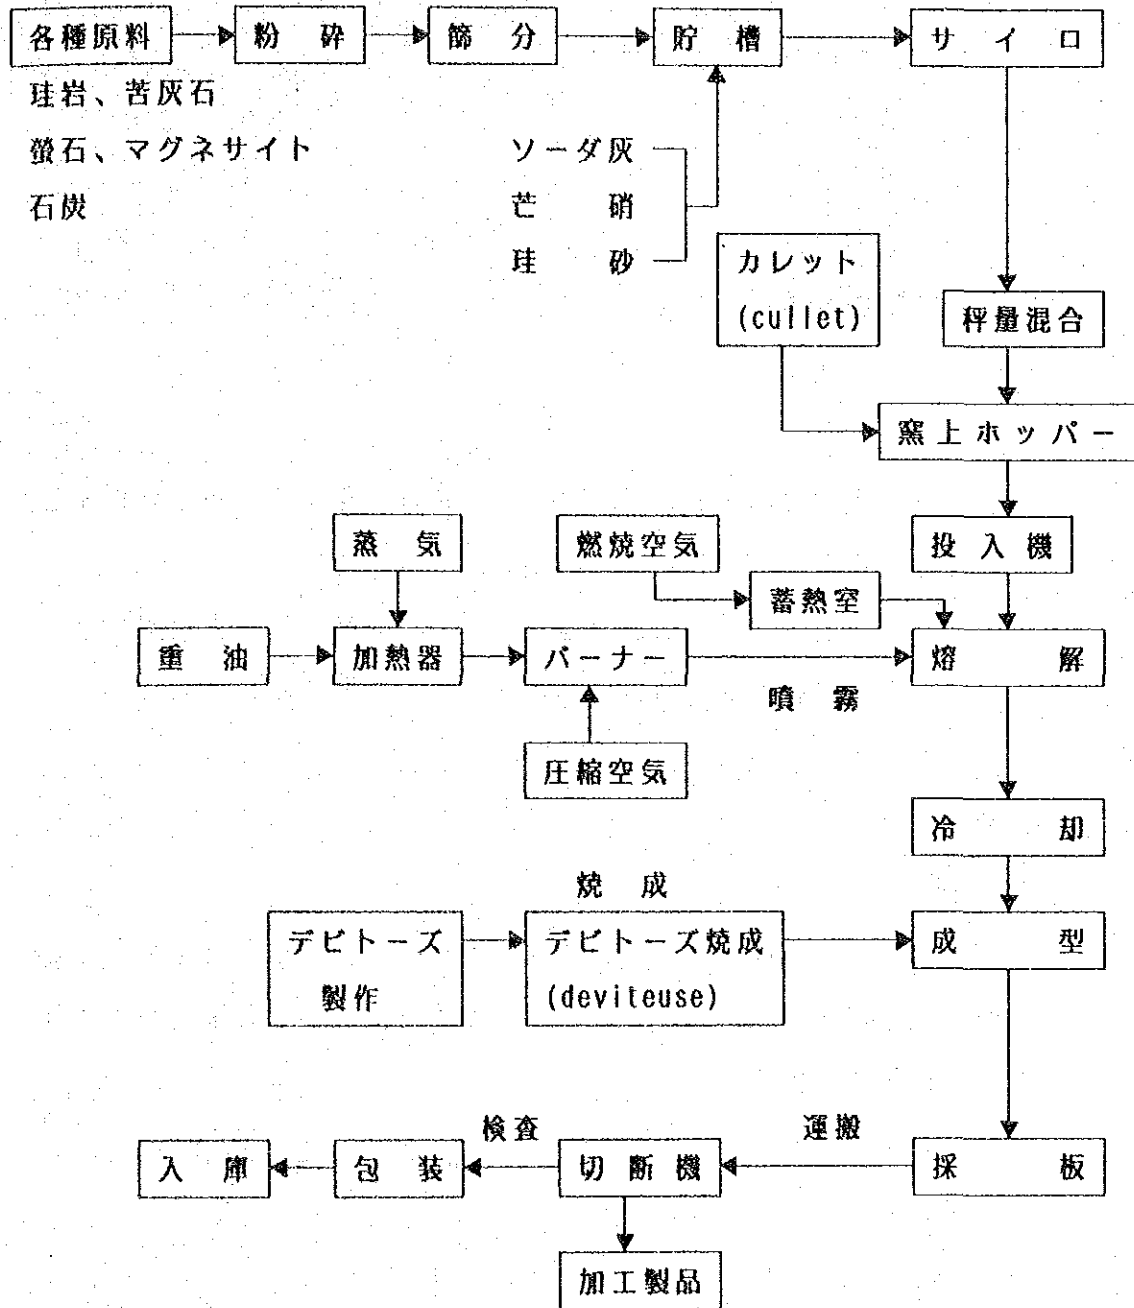 各種原料
粉砕
篩分
貯槽
サイロ
珪岩、苦灰石
螢石、マグネサイト
石炭
ソーダ灰
芒硝
珪砂
カレット
(cullet)
秤量混合
窯上ホッパー
蒸気
燃焼空気
投入機
蓄熱室
重油
加熱器
バーナー
熔解
噴霧
圧縮空気
冷却
焼成
デビトーズ
製作
デビトーズ焼成
(deviteuse)
成型
検査
運搬
入庫
包装
切断機
採板
加工製品